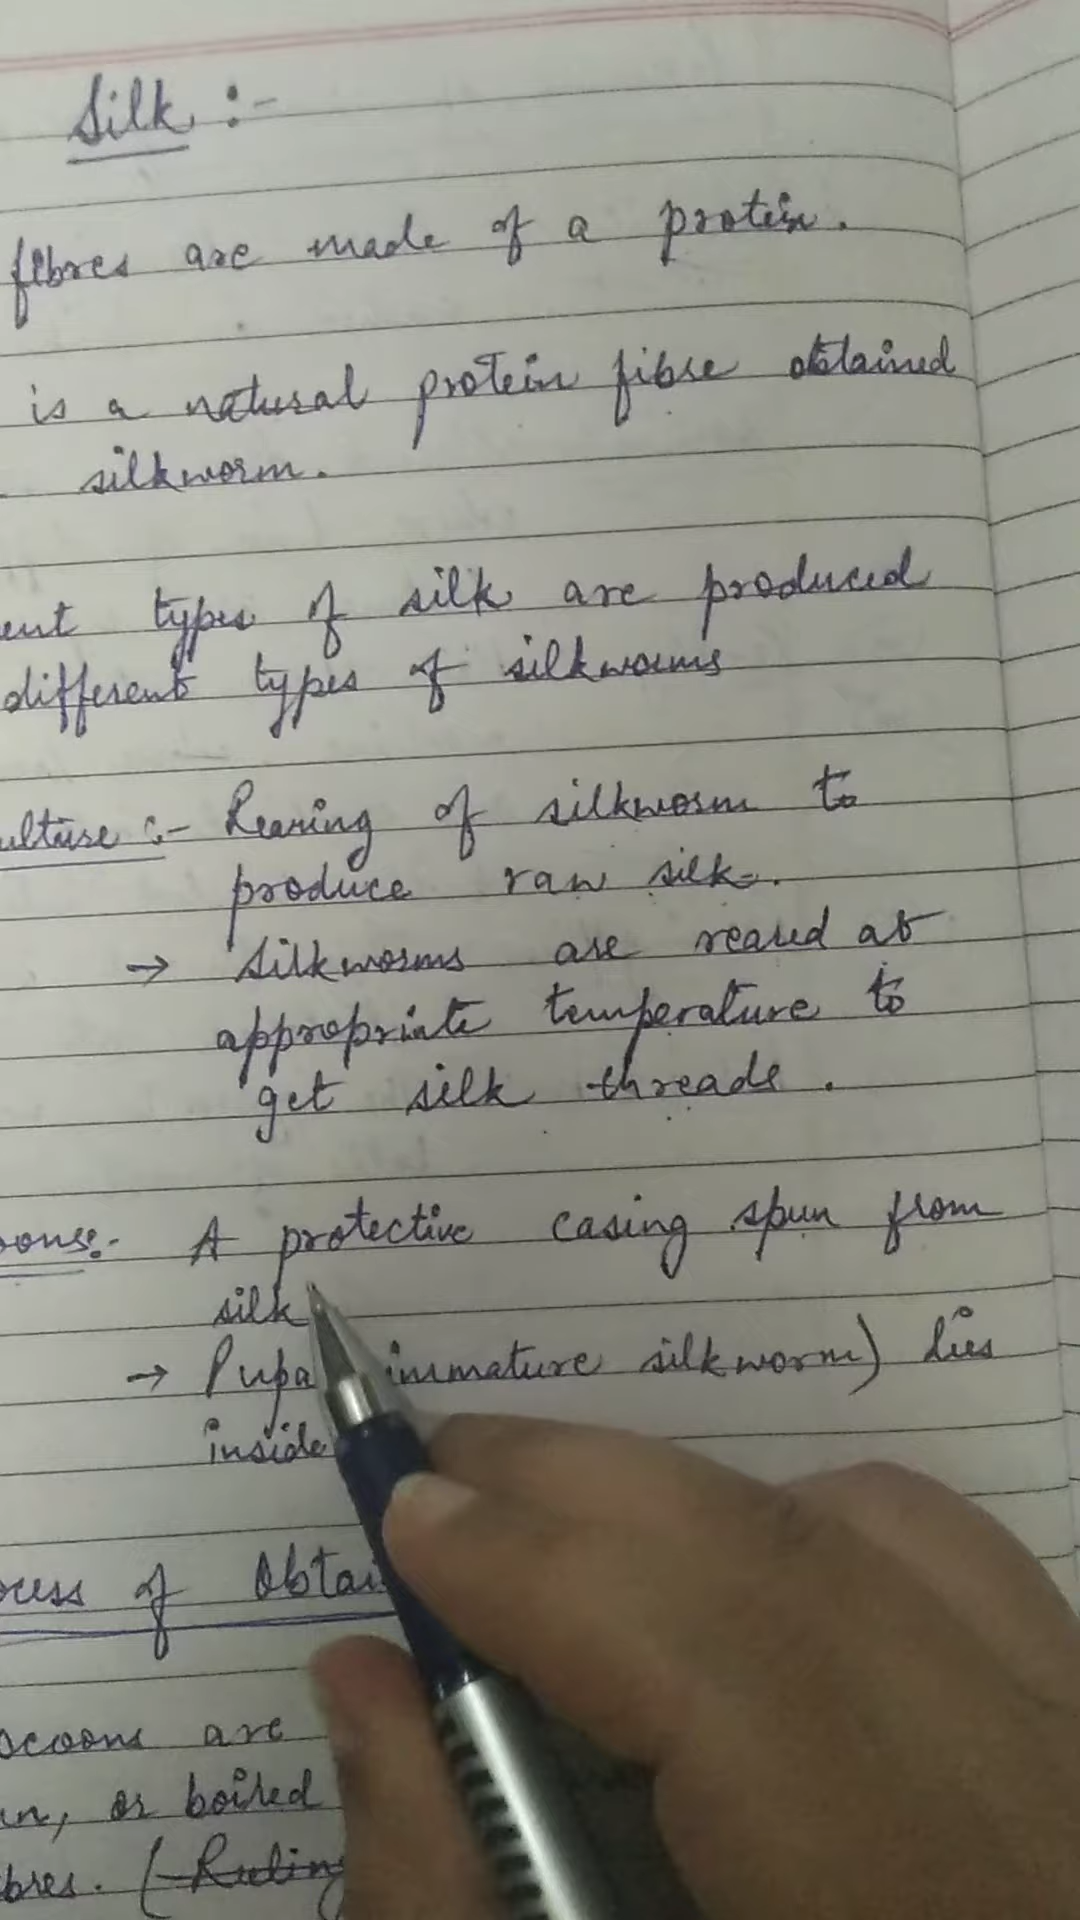 Silk :-
fibres are made of a protein.
is a natural protein fibre obtained
silkworm.
ent types of silk are produced
different types of silkworms
ulture :- Rearing of silkworm to
produce raw silk.
→ Silkworms are reared at
appropriate temperature to
get silk threads.
oons:- A protective casing spun from
silk
→ Pupa immature silkworm) lies
inside
cess of Obtai
ocoons are
un, or boiled
bres. (